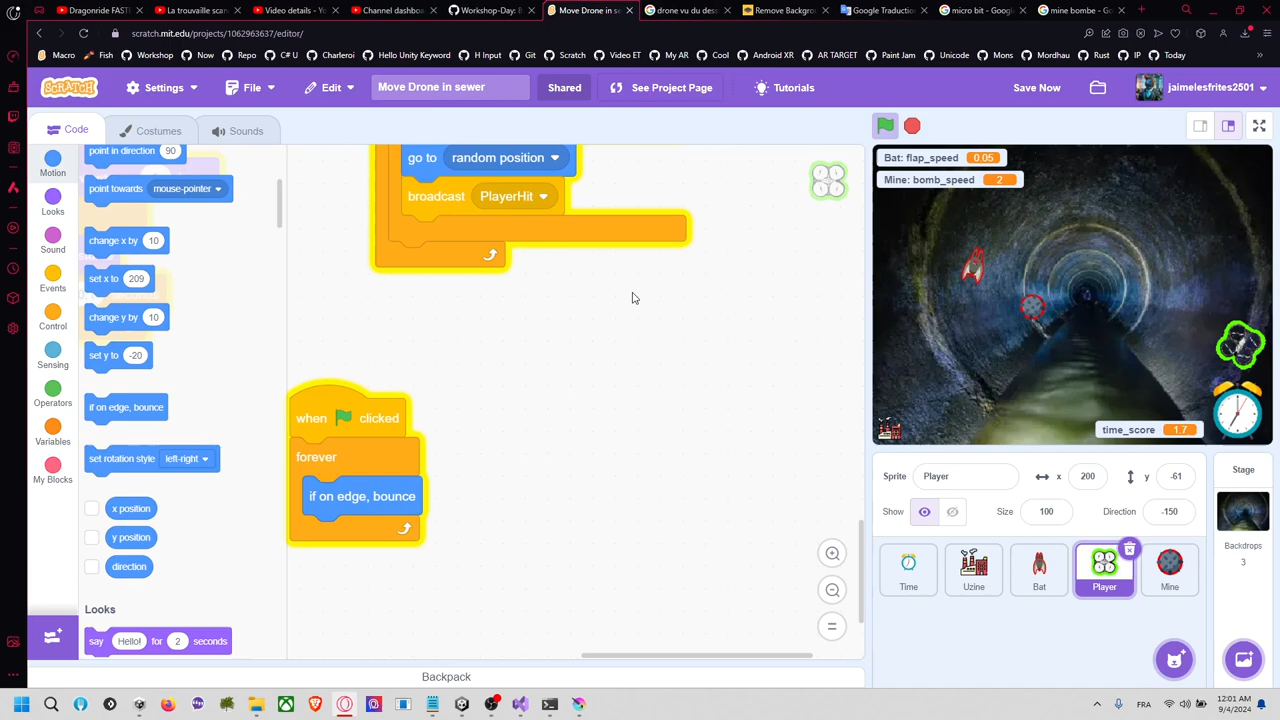 Dragonride FAST
La trouvaille scan
Video details - Yo
Channel dashboa
Workshop-Day: B
Move Drone in se
drone vu du dess
Remove Backgro
Google Traductio
micro bit - Googl
mine bombe - G
scratch.mit.edu/projects/1062963637/editor/
Macro
Fish
Workshop
Now
Repo
C# U
Charleroi
Hello Unity Keyword
H Input
Git
Scratch
Video ET
My AR
Cool
Android XR
AR TARGET
Paint Jam
Unicode
Mons
Mordhau
Rust
IP
Today
SCRATCH
Settings
File
Edit
Move Drone in sewer
Shared
See Project Page
Tutorials
Save Now
jaimelesfrites2501
Code
Costumes
Sounds
Motion
Looks
Sound
Events
Control
Sensing
Operators
Variables
My Blocks
point in direction 90
point towards mouse-pointer
change x by 10
set x to 209
change y by 10
set y to -20
if on edge, bounce
set rotation style left-right
x position
y position
direction
Looks
say Hello! for 2 seconds
go to random position
broadcast PlayerHit
when clicked
forever
if on edge, bounce
Backpack
Bat: flap_speed 0.05
Mine: bomb_speed 2
time_score 1.7
Sprite Player x 200 y -61
Show Size 100 Direction -150
Time
Uzine
Bat
Player
Mine
Stage
Backdrops
3
FRA
12:01 AM
9/4/2024